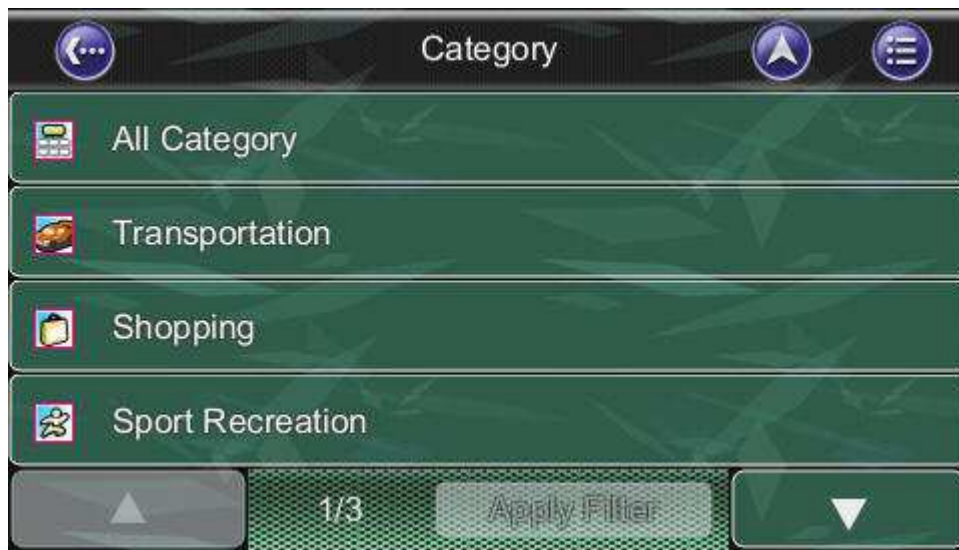 Category
All Category
Transportation
Shopping
Sport Recreation
1/3 Apply Filter